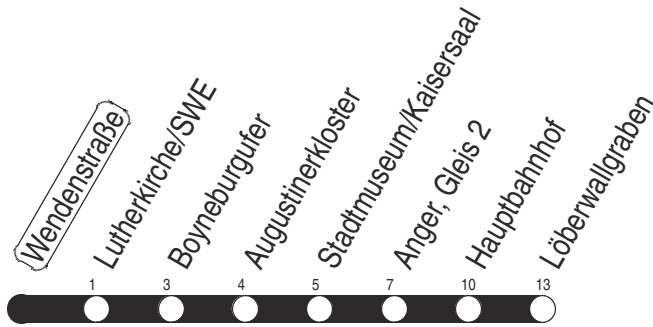 Wendenstraße
Lutherkirche/SWE
Boyneburgufer
Augustinerkloster
Stadtmuseum/Kaisersaal
Anger, Gleis 2
Hauptbahnhof
Löberwallgraben
1 3 4 5 7 10 13